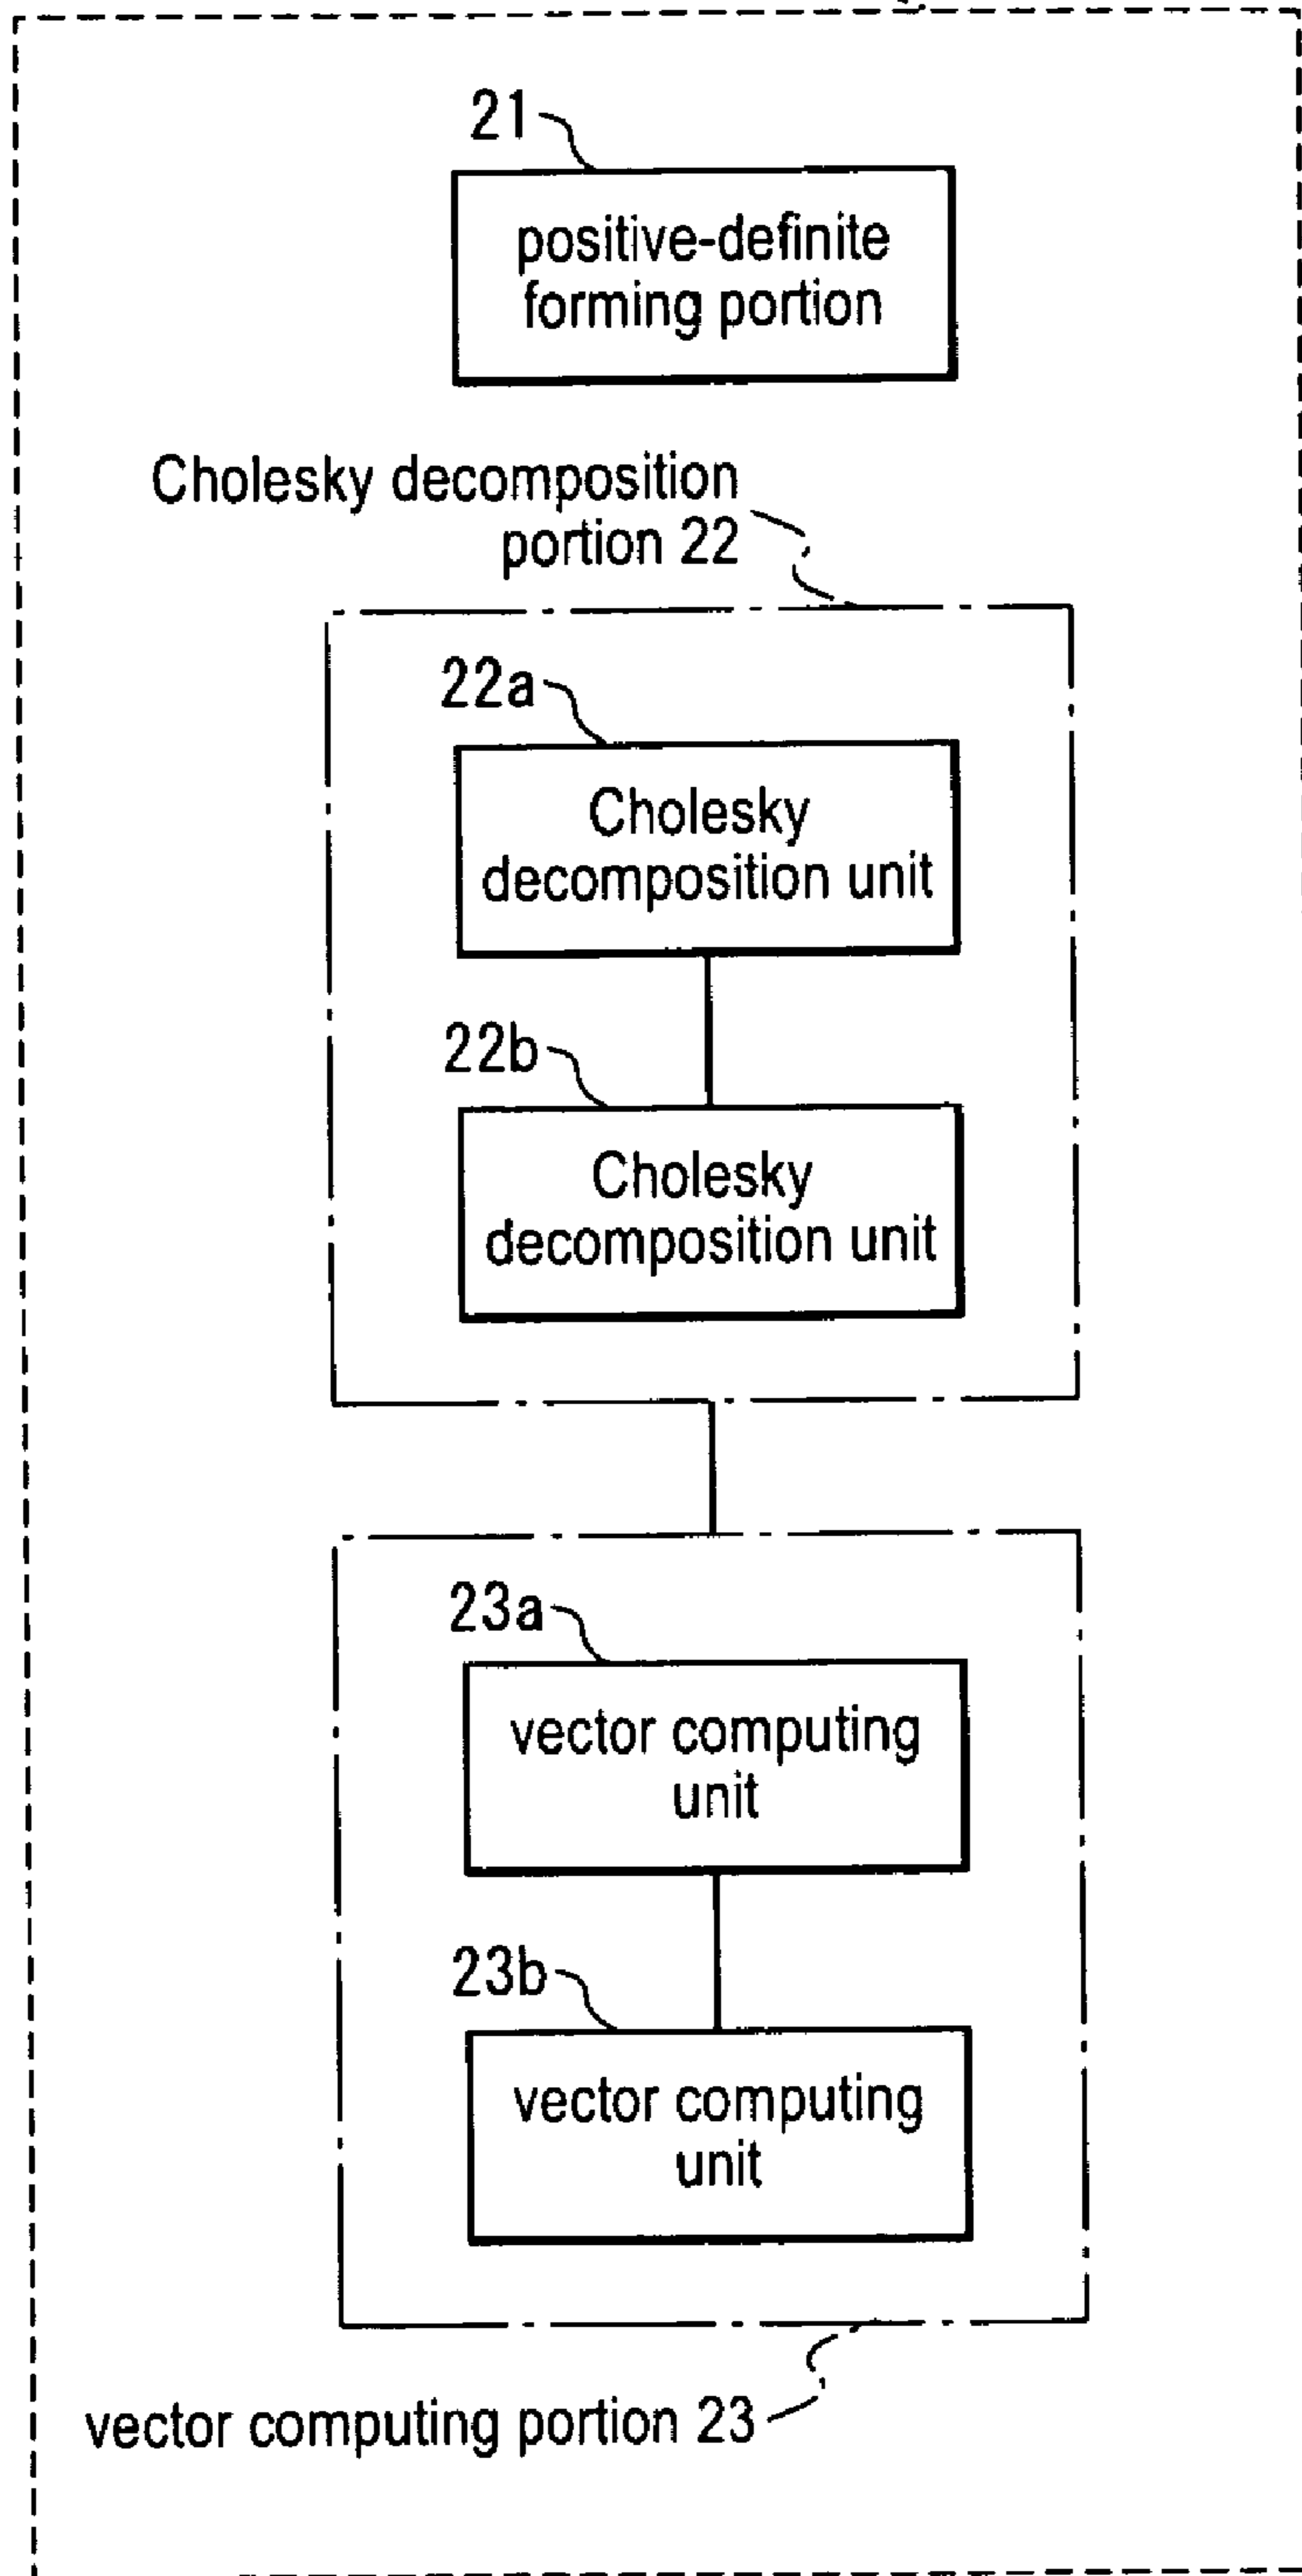 21
positive-definite
forming portion
Cholesky decomposition
portion 22
22a
Cholesky
decomposition unit
22b
Cholesky
decomposition unit
23a
vector computing
unit
23b
vector computing
unit
vector computing portion 23